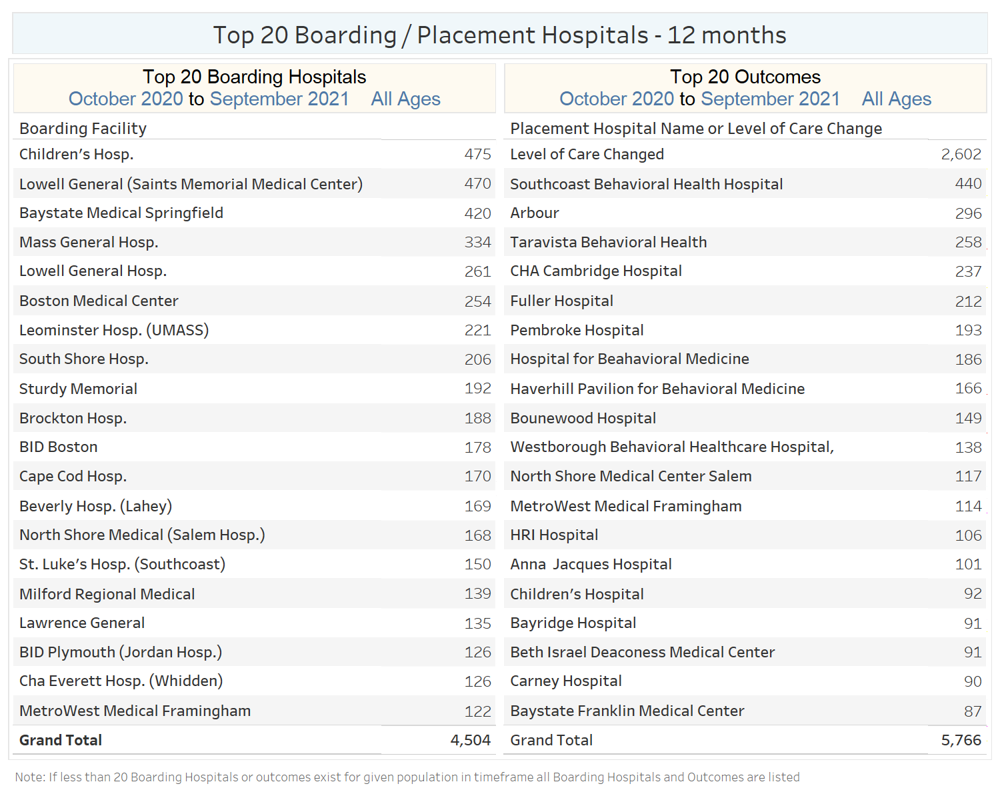 Top 20 Boarding / Placement Hospitals - 12 months
Top 20 Boarding Hospitals
October 2020 to September 2021 All Ages
Boarding Facility
Children's Hosp. 475
Lowell General (Saints Memorial Medical Center) 470
Baystate Medical Springfield 420
Mass General Hosp. 334
Lowell General Hosp. 261
Boston Medical Center 254
Leominster Hosp. (UMASS) 221
South Shore Hosp. 206
Sturdy Memorial 192
Brockton Hosp. 188
BID Boston 178
Cape Cod Hosp. 170
Beverly Hosp. (Lahey) 169
North Shore Medical (Salem Hosp.) 168
St. Luke's Hosp. (Southcoast) 150
Milford Regional Medical 139
Lawrence General 135
BID Plymouth (Jordan Hosp.) 126
Cha Everett Hosp. (Whidden) 126
MetroWest Medical Framingham 122
Grand Total 4,504
Top 20 Outcomes
October 2020 to September 2021 All Ages
Placement Hospital Name or Level of Care Change
Level of Care Changed 2,602
Southcoast Behavioral Health Hospital 440
Arbour 296
Taravista Behavioral Health 258
CHA Cambridge Hospital 237
Fuller Hospital 212
Pembroke Hospital 193
Hospital for Beahavioral Medicine 186
Haverhill Pavilion for Behavioral Medicine 166
Bounewood Hospital 149
Westborough Behavioral Healthcare Hospital, 138
North Shore Medical Center Salem 117
MetroWest Medical Framingham 114
HRI Hospital 106
Anna  Jacques Hospital 101
Children's Hospital 92
Bayridge Hospital 91
Beth Israel Deaconess Medical Center 91
Carney Hospital 90
Baystate Franklin Medical Center 87
Grand Total 5,766
Note: If less than 20 Boarding Hospitals or outcomes exist for given population in timeframe all Boarding Hospitals and Outcomes are listed